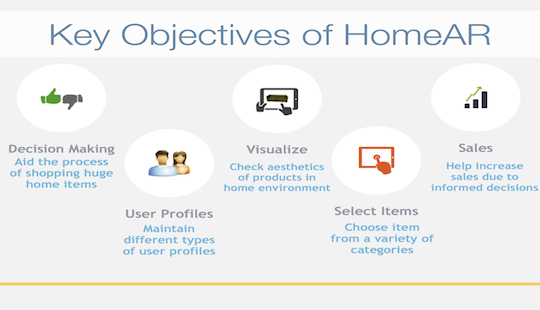 Key Objectives of HomeAR
Decision Making
Aid the process
of shopping huge
home items
User Profiles
Maintain
different types
of user profiles
Visualize
Check aesthetics
of products in
home environment
Select Items
Choose item
from a variety of
categories
Sales
Help increase
sales due to
informed decisions